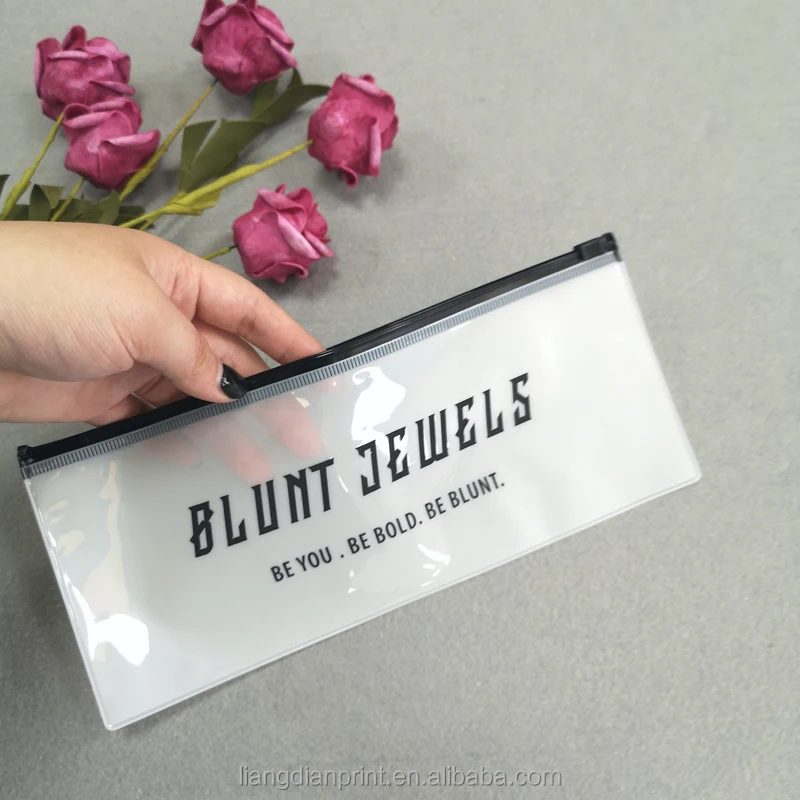 BLUNT JEWELS
BE YOU . BE BOLD. BE BLUNT.
liangdianprint.en.alibaba.com